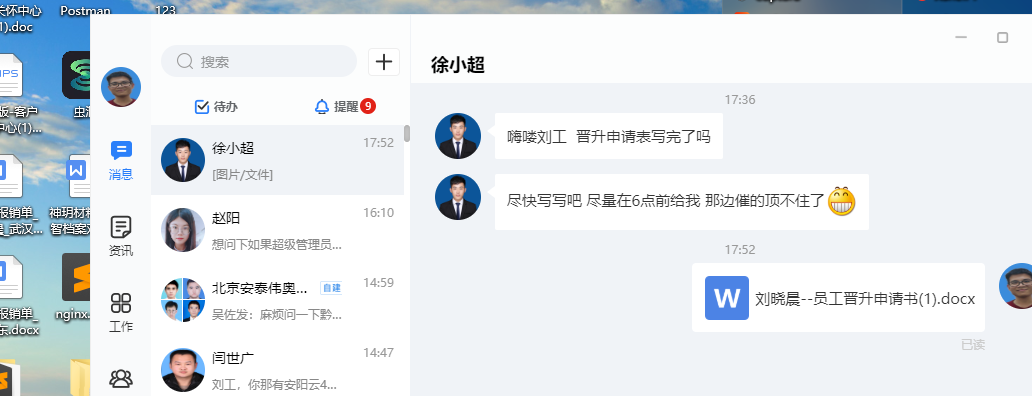 关怀中心
1).doc
Postman
123
搜索
徐小超
待办
提醒 9
17:36
嗨喽刘工 晋升申请表写完了吗
徐小超
17:52
[图片/文件]
消息
尽快写写吧 尽量在6点前给我 那边催的顶不住了
赵阳
16:10
想问下如果超级管理员...
资讯
17:52
W 刘晓晨--员工晋升申请书(1).docx
已读
北京安泰伟奥...
自建
14:59
吴佐发：麻烦问一下黔...
工作
闫世广
14:47
刘工，你那有安阳云4...
版-客户
中心(1)...
报销单_
武汉...
神玥材料
智档案
报销单_
.docx
nginx.